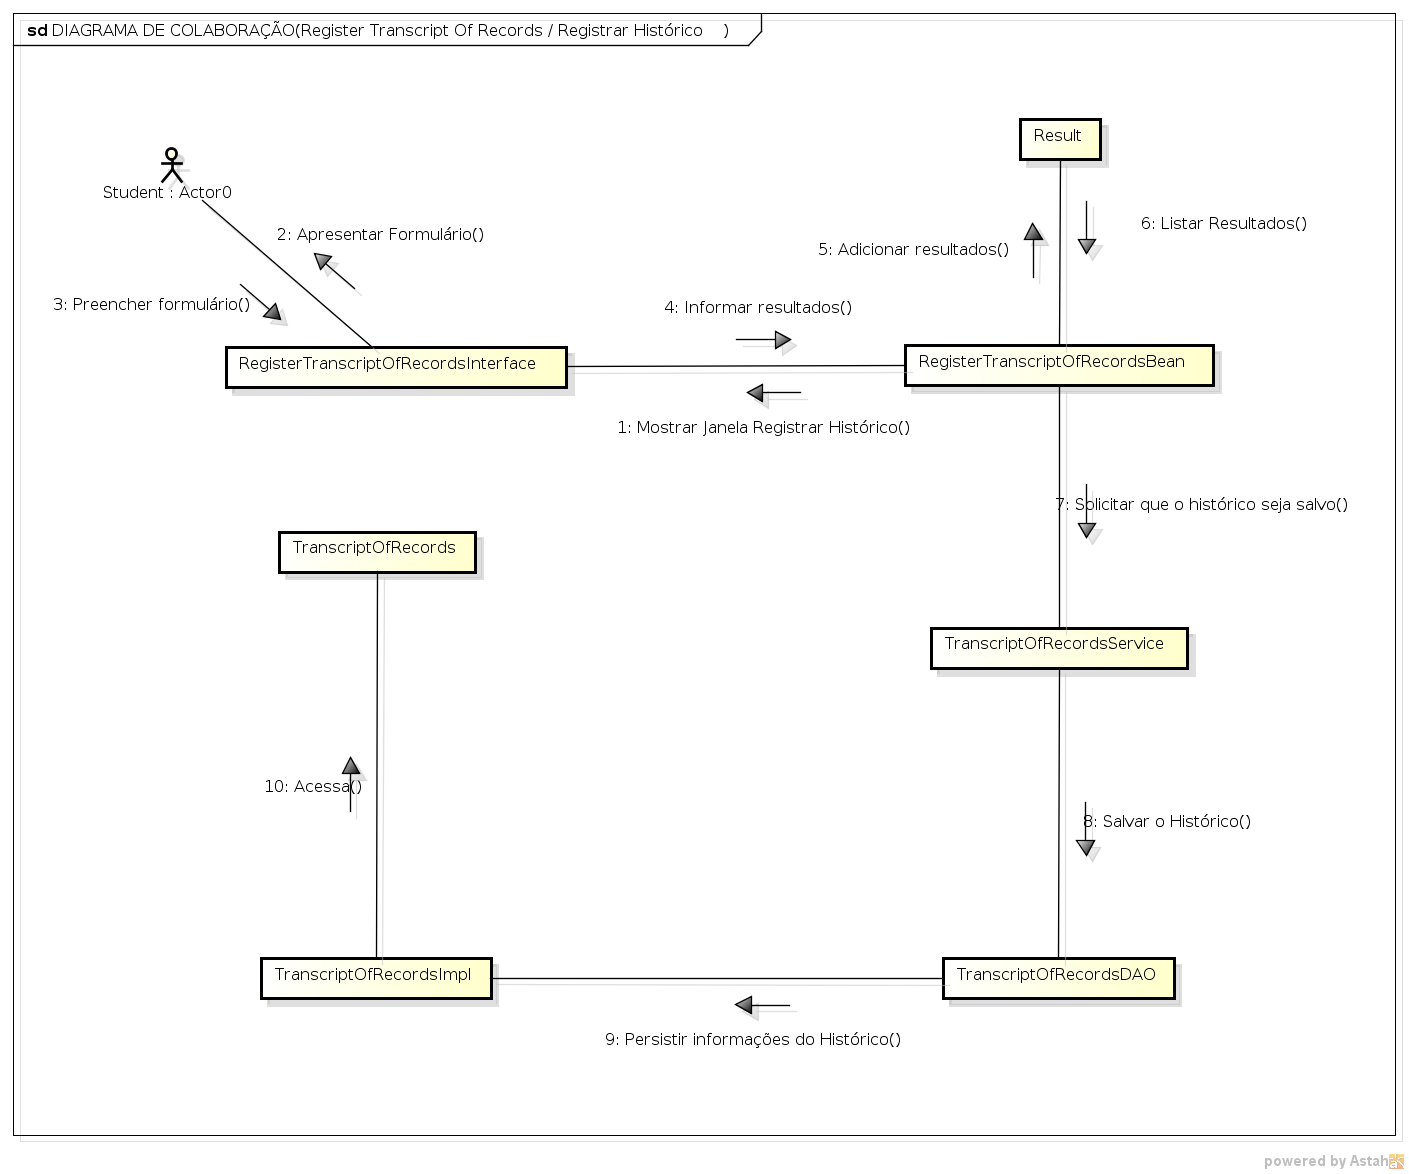 sd DIAGRAMA DE COLABORAÇÃO(Register Transcript Of Records / Registrar Histórico )
Result
Student : Actor0
6: Listar Resultados()
2: Apresentar Formulário()
5: Adicionar resultados()
3: Preencher formulário()
4: Informar resultados()
RegisterTranscriptOfRecordsInterface
RegisterTranscriptOfRecordsBean
1: Mostrar Janela Registrar Histórico()
7: Solicitar que o histórico seja salvo()
TranscriptOfRecords
TranscriptOfRecordsService
10: Acessa()
8: Salvar o Histórico()
TranscriptOfRecordsImpl
TranscriptOfRecordsDAO
9: Persistir informações do Histórico()
powered by Astah